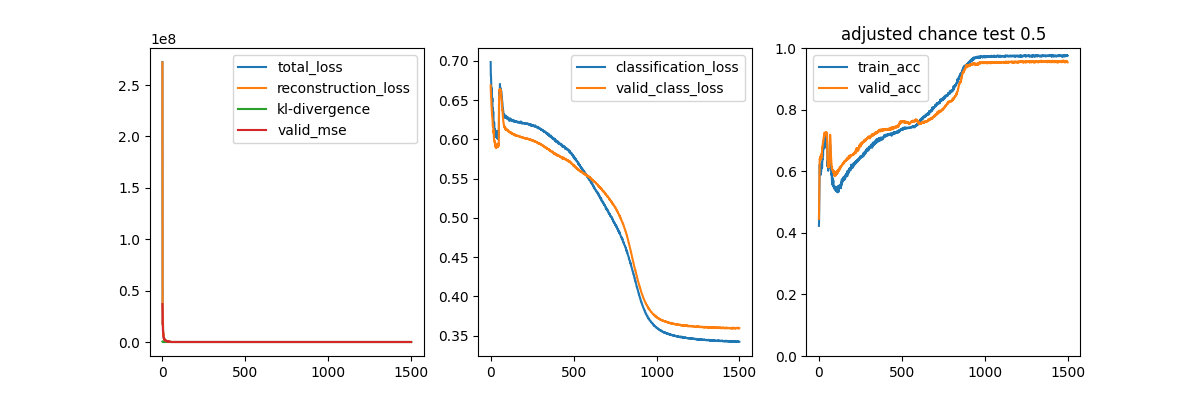 1e8
2.5
2.0
1.5
1.0
0.5
0.0
0 500 1000 1500
total_loss
reconstruction_loss
kl-divergence
valid_mse
0.70
0.65
0.60
0.55
0.50
0.45
0.40
0.35
0 500 1000 1500
classification_loss
valid_class_loss
adjusted chance test 0.5
1.0
0.8
0.6
0.4
0.2
0.0
0 500 1000 1500
train_acc
valid_acc